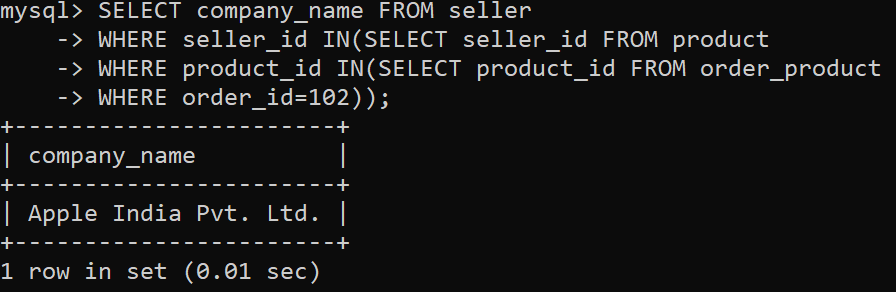 mysql> SELECT company_name FROM seller
    -> WHERE seller_id IN(SELECT seller_id FROM product
    -> WHERE product_id IN(SELECT product_id FROM order_product
    -> WHERE order_id=102));
+-----------------------+
| company_name          |
+-----------------------+
| Apple India Pvt. Ltd. |
+-----------------------+
1 row in set (0.01 sec)